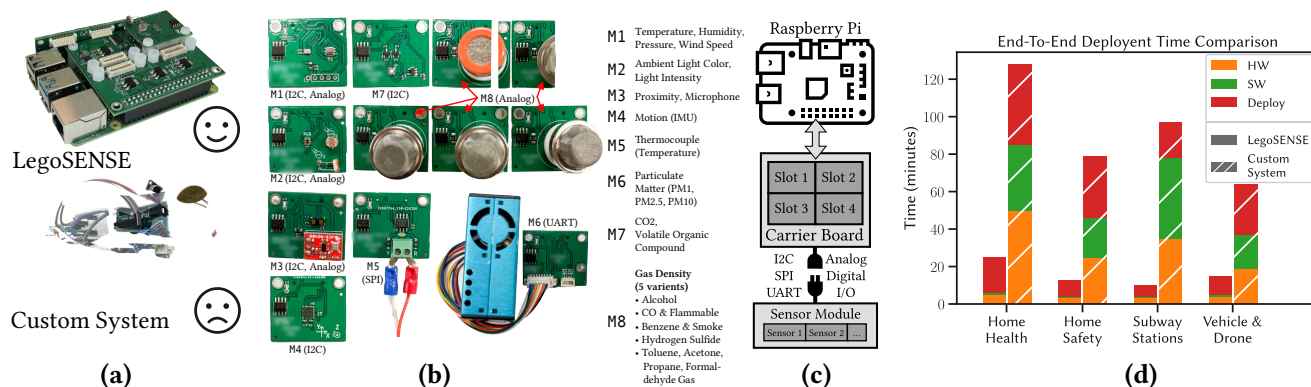 LegoSENSE
Custom System
(a)
M1 (I2C, Analog)
M7 (I2C)
M8 (Analog)
M2 (I2C, Analog)
M3 (I2C, Analog)
M5
(SPI)
M6 (UART)
M4 (I2C)
(b)
M1
Temperature, Humidity,
Pressure, Wind Speed
M2
Ambient Light Color,
Light Intensity
M3
Proximity, Microphone
M4
Motion (IMU)
M5
Thermocouple
(Temperature)
M6
Particulate
Matter (PM1,
PM2.5, PM10)
M7
CO2,
Volatile Organic
Compound
M8
Gas Density
(5 varients)
• Alcohol
• CO & Flammable
• Benzene & Smoke
• Hydrogen Sulfide
• Toluene, Acetone,
Propane, Formal-
dehyde Gas
Raspberry Pi
Slot 1
Slot 2
Slot 3
Slot 4
Carrier Board
I2C
SPI
UART
Analog
Digital
I/O
Sensor Module
Sensor 1
Sensor 2
...
(c)
End-To-End Deployent Time Comparison
Time (minutes)
120
100
80
60
40
20
0
HW
SW
Deploy
LegoSENSE
Custom
System
Home
Health
Home
Safety
Subway
Stations
Vehicle &
Drone
(d)